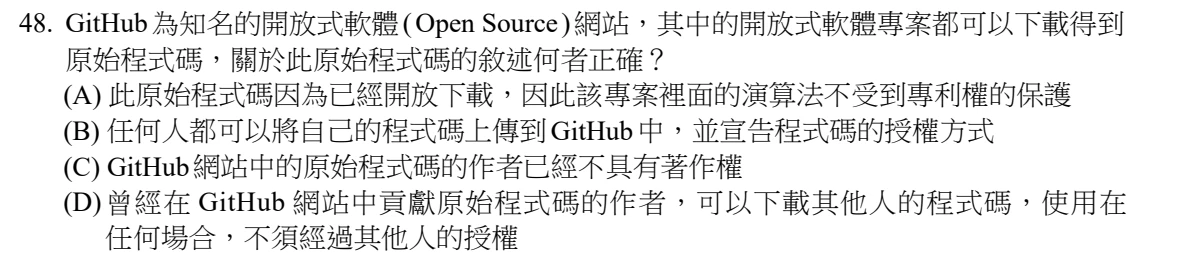 48. GitHub為知名的開放式軟體(Open Source)網站，其中的開放式軟體專案都可以下載得到
原始程式碼，關於此原始程式碼的敘述何者正確？
(A) 此原始程式碼因為已經開放下載，因此該專案裡面的演算法不受到專利權的保護
(B) 任何人都可以將自己的程式碼上傳到GitHub中，並宣告程式碼的授權方式
(C) GitHub網站中的原始程式碼的作者已經不具有著作權
(D) 曾經在 GitHub 網站中貢獻原始程式碼的作者，可以下載其他人的程式碼，使用在
任何場合，不須經過其他人的授權